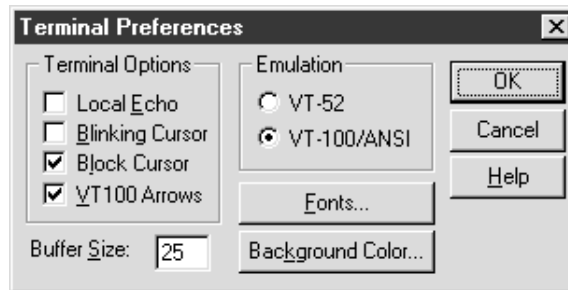 Terminal Preferences
Terminal Options
Local Echo
Blinking Cursor
Block Cursor
VT100 Arrows
Buffer Size: 25
Emulation
VT-52
VT-100/ANSI
Fonts...
Background Color...
OK
Cancel
Help